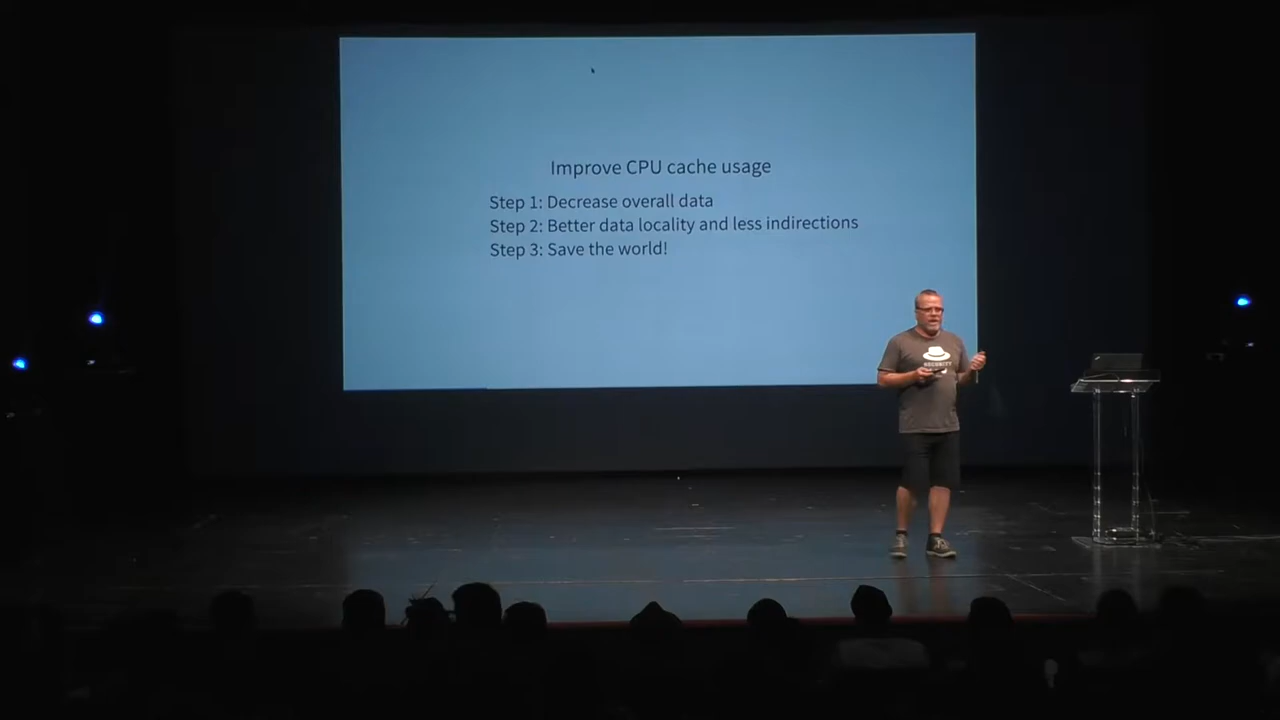 Improve CPU cache usage
Step 1: Decrease overall data
Step 2: Better data locality and less indirections
Step 3: Save the world!
SECURITY